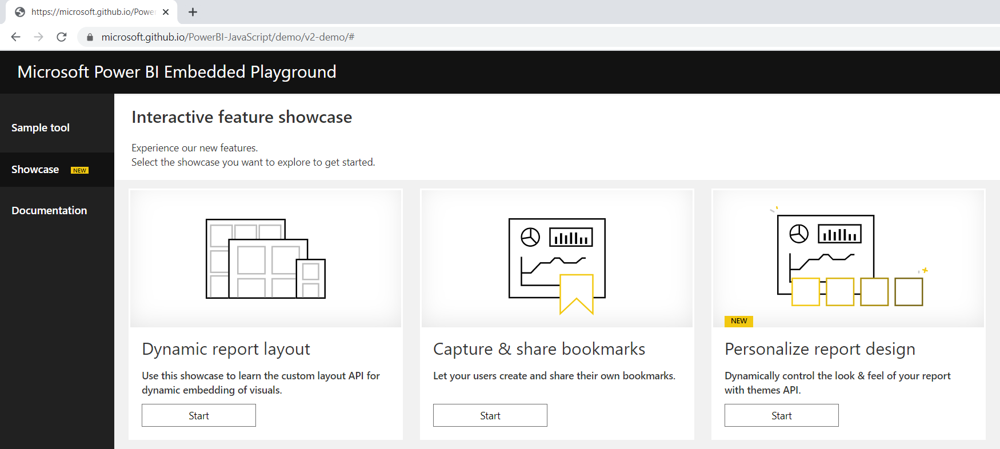 https://microsoft.github.io/Power
microsoft.github.io/PowerBI-JavaScript/demo/v2-demo/#
Microsoft Power BI Embedded Playground
Sample tool
Showcase NEW
Documentation
Interactive feature showcase
Experience our new features.
Select the showcase you want to explore to get started.
Dynamic report layout
Use this showcase to learn the custom layout API for
dynamic embedding of visuals.
Start
Capture & share bookmarks
Let your users create and share their own bookmarks.
Start
NEW
Personalize report design
Dynamically control the look & feel of your report
with themes API.
Start